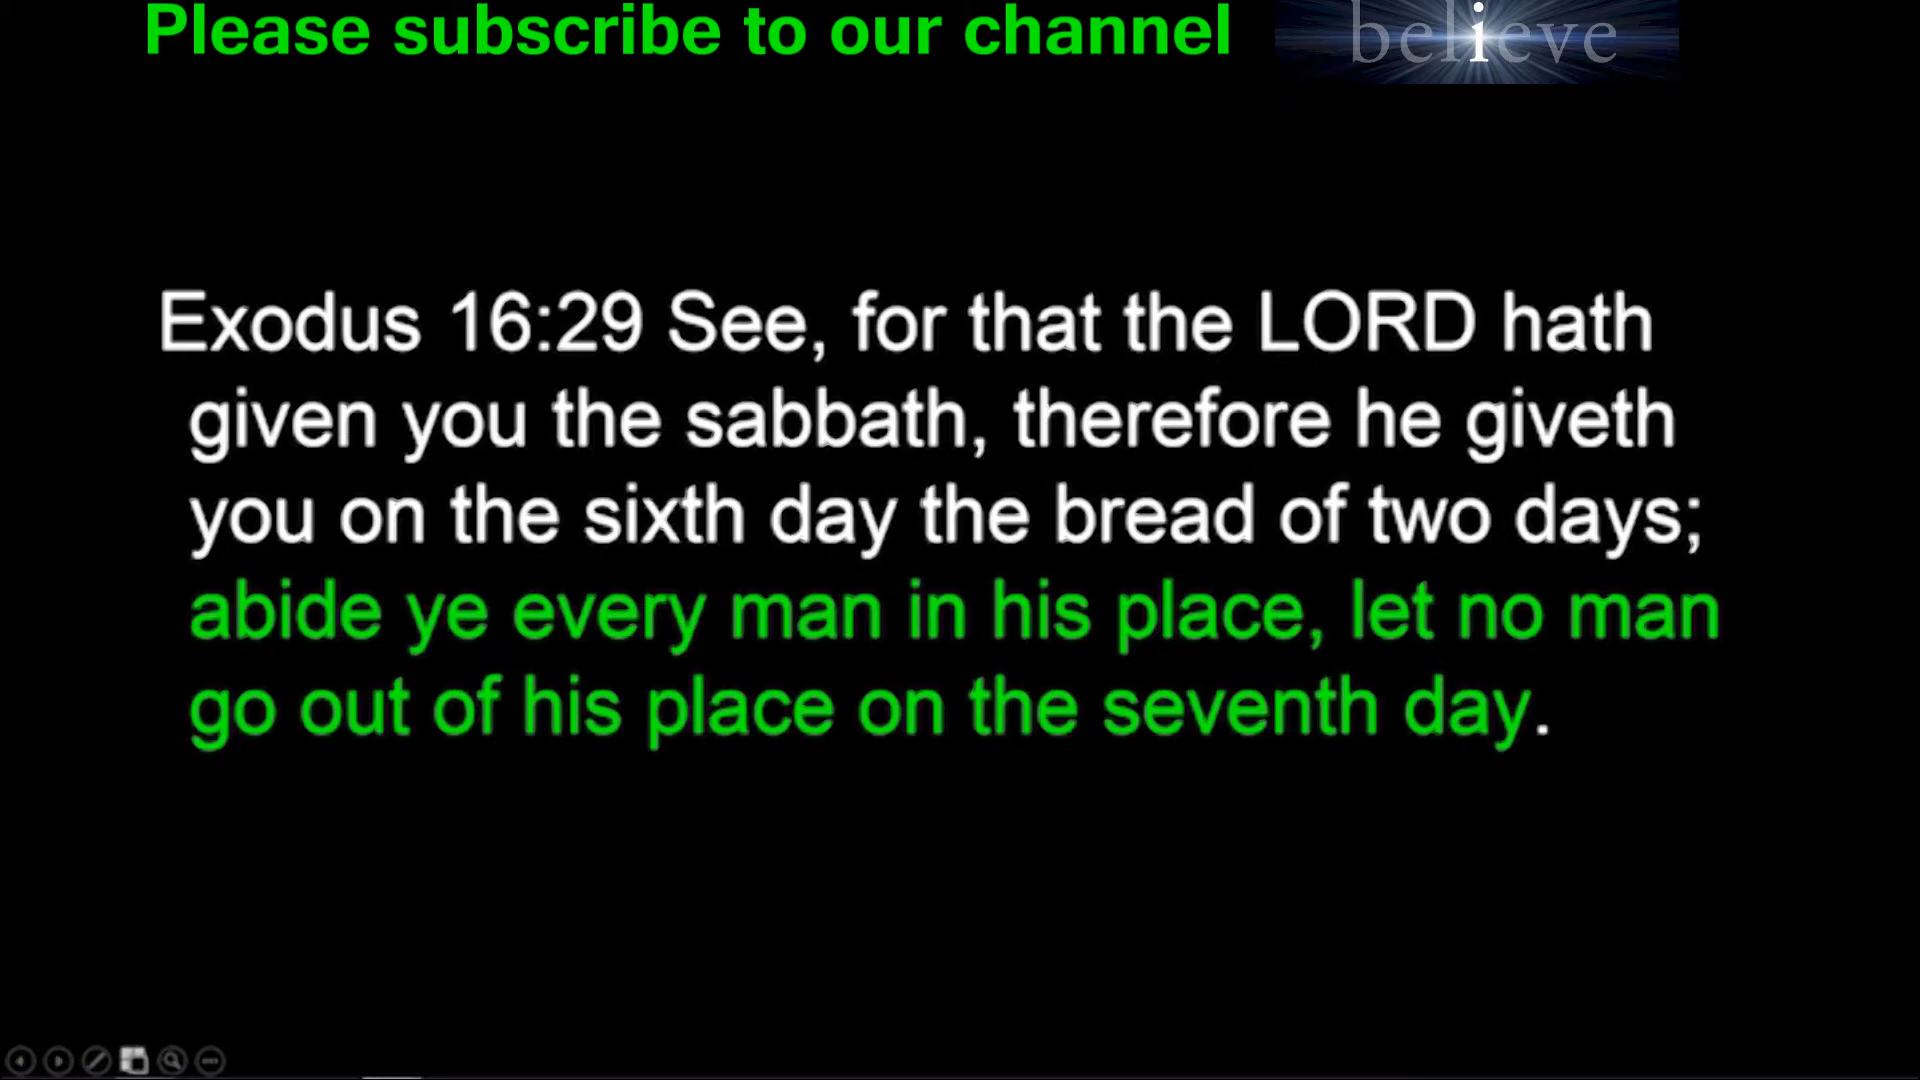 Please subscribe to our channel
believe
Exodus 16:29 See, for that the LORD hath
given you the sabbath, therefore he giveth
you on the sixth day the bread of two days;
abide ye every man in his place, let no man
go out of his place on the seventh day.